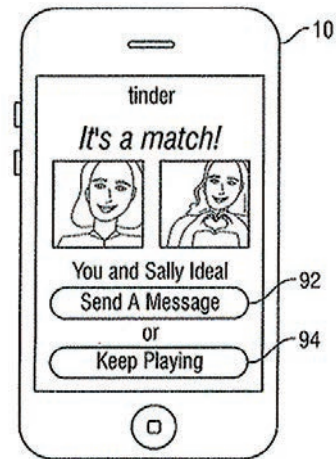 10
tinder
It's a match!
You and Sally Ideal
Send A Message
92
or
Keep Playing
94